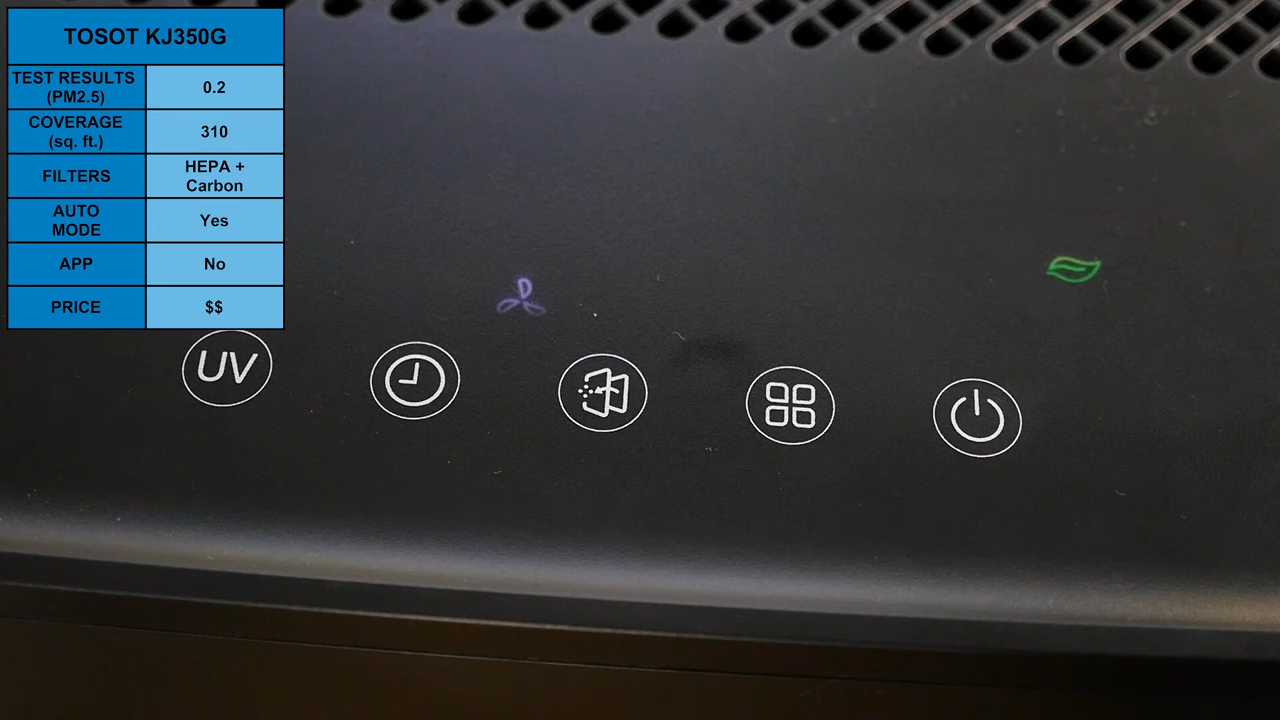 TOSOT KJ350G
TEST RESULTS
(PM2.5)
0.2
COVERAGE
(sq. ft.)
310
FILTERS
HEPA +
Carbon
AUTO
MODE
Yes
APP
No
PRICE
$$
UV